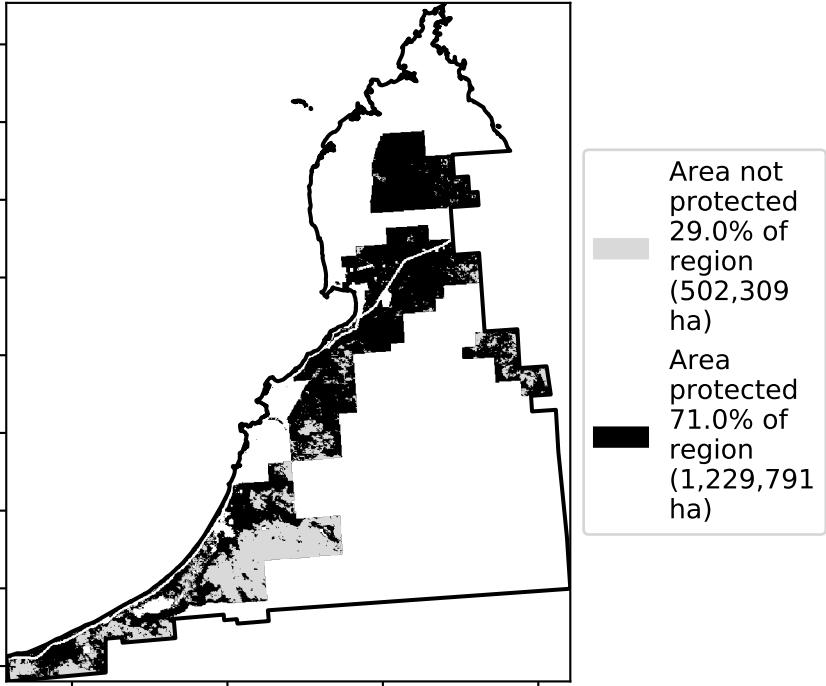 Area not
protected
29.0% of
region
(502,309
ha)
Area
protected
71.0% of
region
(1,229,791
ha)